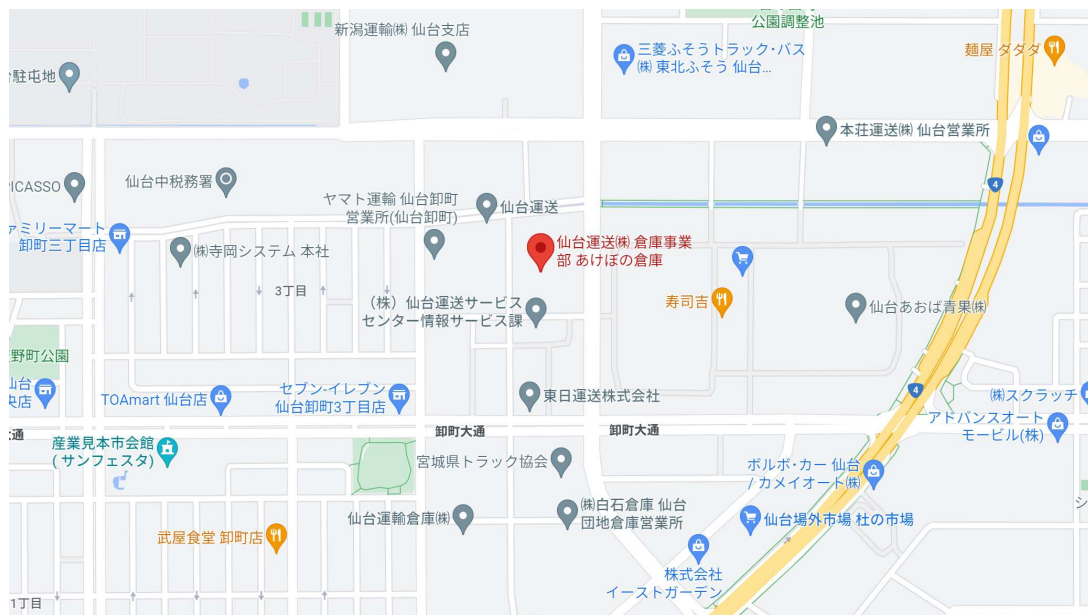 公園調整池
新潟運輸㈱ 仙台支店
三菱ふそうトラック･バス
㈱ 東北ふそう 仙台...
麺屋 ダダダ
駐屯地
本荘運送㈱ 仙台営業所
PICASSO
仙台中税務署
4
ヤマト運輸 仙台卸町
営業所(仙台卸町)
仙台運送
ァミリーマート
卸町三丁目店
㈱寺岡システム 本社
仙台運送㈱ 倉庫事業
部 あけぼの倉庫
3丁目
(株) 仙台運送サービス
センター情報サービス課
寿司吉
仙台あおば青果㈱
野町公園
仙台
央店
TOAmart 仙台店
セブン-イレブン
仙台卸町3丁目店
東日運送株式会社
4
㈱スクラッチ
アドバンスオート
モービル(株)
大通
卸町大通
卸町大通
産業見本市会館
( サンフェスタ)
宮城県トラック協会
ボルボ･カー 仙台
/ カメイオート㈱
シ
仙台運輸倉庫㈱
㈱白石倉庫 仙台
団地倉庫営業所
仙台場外市場 杜の市場
武屋食堂 卸町店
株式会社
イーストガーデン
1丁目